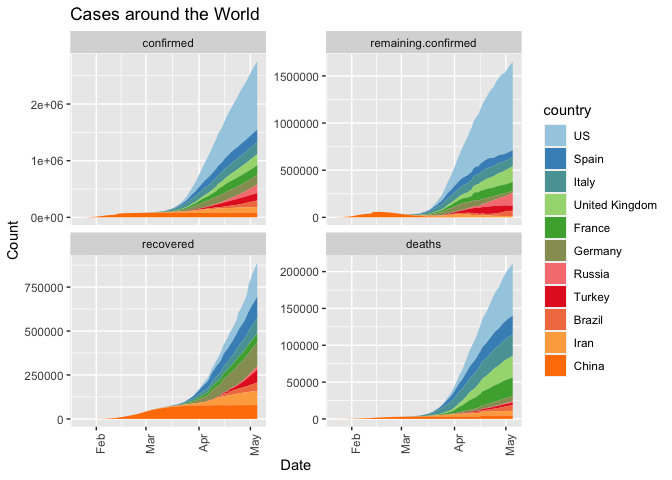 Cases around the World
confirmed
remaining.confirmed
2e+06
1e+06
0e+00
1500000
1000000
500000
0
recovered
deaths
750000
500000
250000
0
200000
150000
100000
50000
0
Feb
Mar
Apr
May
Feb
Mar
Apr
May
Count
Date
country
US
Spain
Italy
United Kingdom
France
Germany
Russia
Turkey
Brazil
Iran
China